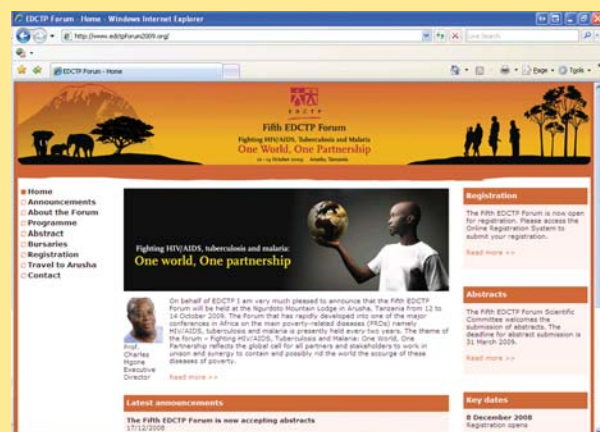 EDCTP Forum - Home - Windows Internet Explorer
http://www.edctpforum2009.org/
Live Search
EDCTP Forum - Home
Page
Tools
EDCTP
Fifth EDCTP Forum
Fighting HIV/AIDS, Tuberculosis and Malaria
One World, One Partnership
12 - 14 October 2009 Arusha, Tanzania
Home
Announcements
About the Forum
Programme
Abstract
Bursaries
Registration
Travel to Arusha
Contact
Fighting HIV/AIDS, tuberculosis and malaria:
One world, One partnership
Prof.
Charles
Mgone
Executive
Director
On behalf of EDCTP I am very much pleased to announce that the Fifth EDCTP
Forum will be held at the Ngurdoto Mountain Lodge in Arusha, Tanzania from 12 to
14 October 2009. The Forum that has rapidly developed into one of the major
conferences in Africa on the main poverty-related diseases (PRDs) namely
HIV/AIDS, tuberculosis and malaria is presently held every two years. The theme of
the forum – Fighting HIV/AIDS, Tuberculosis and Malaria: One World, One
Partnership reflects the global call for all partners and stakeholders to work in
unison and synergy to contain and possibly rid the world the scourge of these
diseases of poverty.
Read more >>
Latest announcements
The Fifth EDCTP Forum is now accepting abstracts
17/12/2008
Registration
The Fifth EDCTP Forum is now open
for registration. Please access the
Online Registration System to
submit your registration.
Read more >>
Abstracts
The Fifth EDCTP Forum Scientific
Committee welcomes the
submission of abstracts. The
deadline for abstract submission is
31 March 2009.
Read more >>
Key dates
8 December 2008
Registration opens